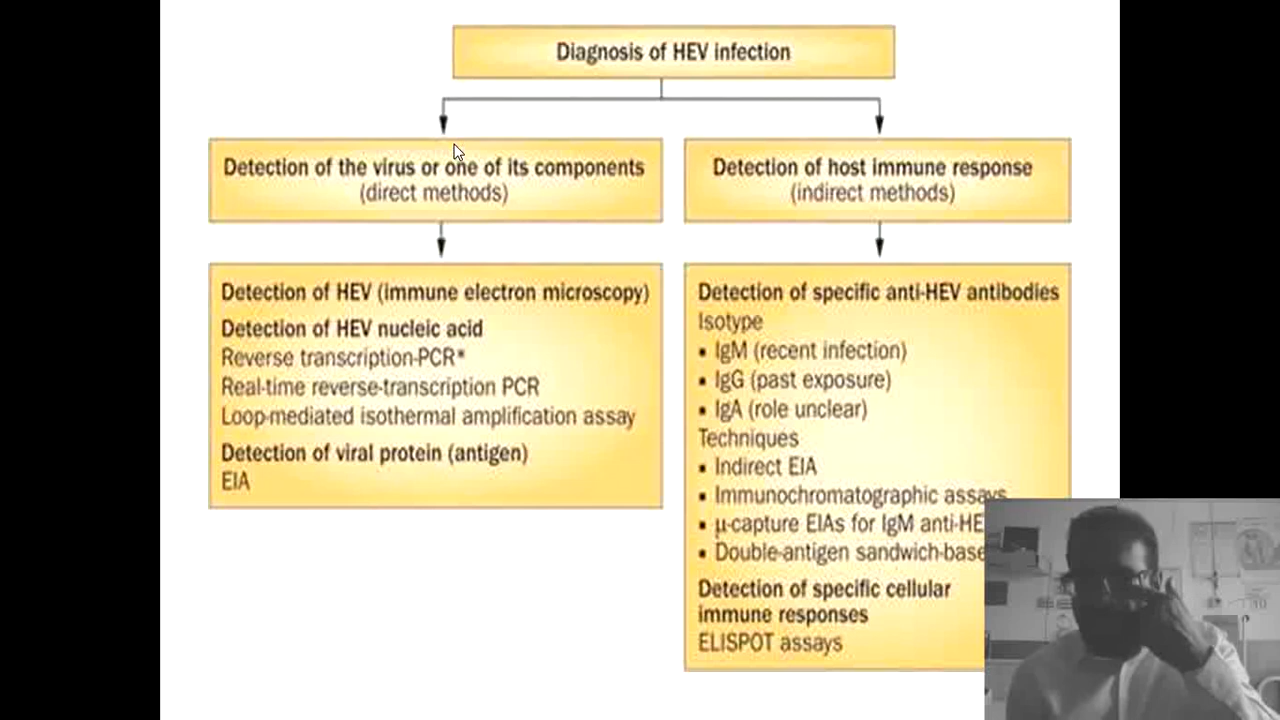 Diagnosis of HEV infection
Detection of the virus or one of its components
(direct methods)
Detection of HEV (immune electron microscopy)
Detection of HEV nucleic acid
Reverse transcription-PCR*
Real-time reverse-transcription PCR
Loop-mediated isothermal amplification assay
Detection of viral protein (antigen)
EIA
Detection of host immune response
(indirect methods)
Detection of specific anti-HEV antibodies
Isotype
▪ IgM (recent infection)
▪ IgG (past exposure)
▪ IgA (role unclear)
Techniques
▪ Indirect EIA
▪ Immunochromatographic assays
▪ µ-capture EIAs for IgM anti-HE
▪ Double-antigen sandwich-base
Detection of specific cellular
immune responses
ELISPOT assays